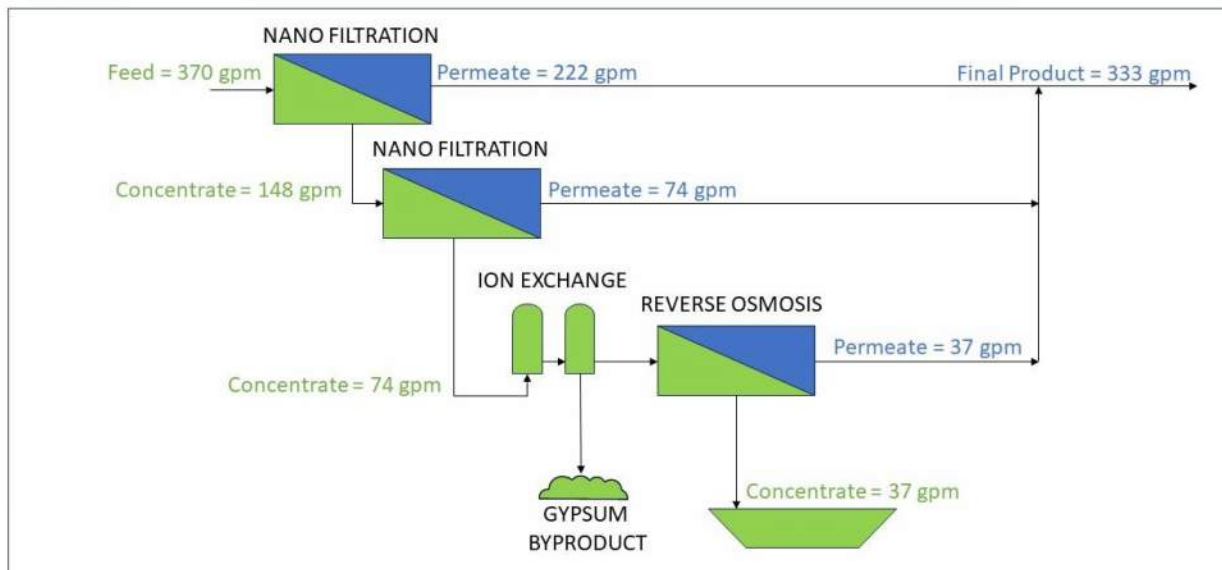 NANO FILTRATION
Feed = 370 gpm
Permeate = 222 gpm
Final Product = 333 gpm
NANO FILTRATION
Concentrate = 148 gpm
Permeate = 74 gpm
ION EXCHANGE
REVERSE OSMOSIS
Permeate = 37 gpm
Concentrate = 74 gpm
Concentrate = 37 gpm
GYPSUM
BYPRODUCT